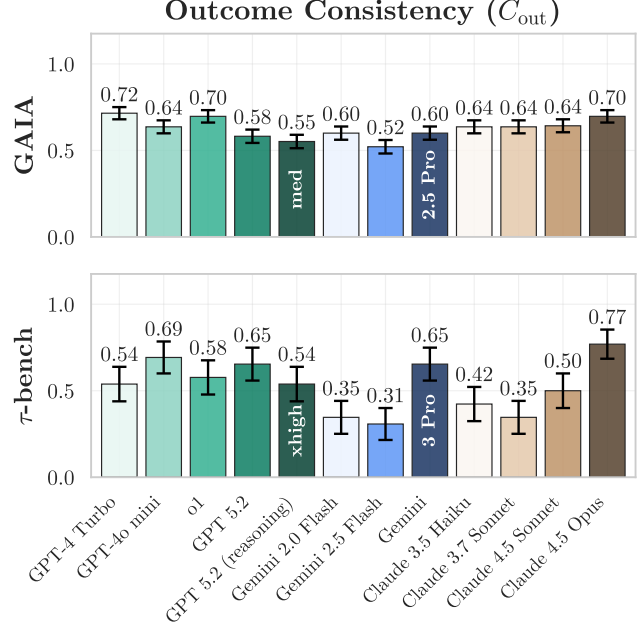 Outcome Consistency (C_out)
GAIA
1.0
0.5
0.0
0.72
0.64
0.70
0.58
0.55
0.60
0.52
0.60
0.64
0.64
0.64
0.70
med
2.5 Pro
τ-bench
1.0
0.5
0.0
0.54
0.69
0.58
0.65
0.54
0.35
0.31
0.65
0.42
0.35
0.50
0.77
xhigh
3 Pro
GPT-4 Turbo
GPT-4o mini
o1
GPT 5.2
GPT 5.2 (reasoning)
Gemini 2.0 Flash
Gemini 2.5 Flash
Gemini
Claude 3.5 Haiku
Claude 3.7 Sonnet
Claude 4.5 Sonnet
Claude 4.5 Opus